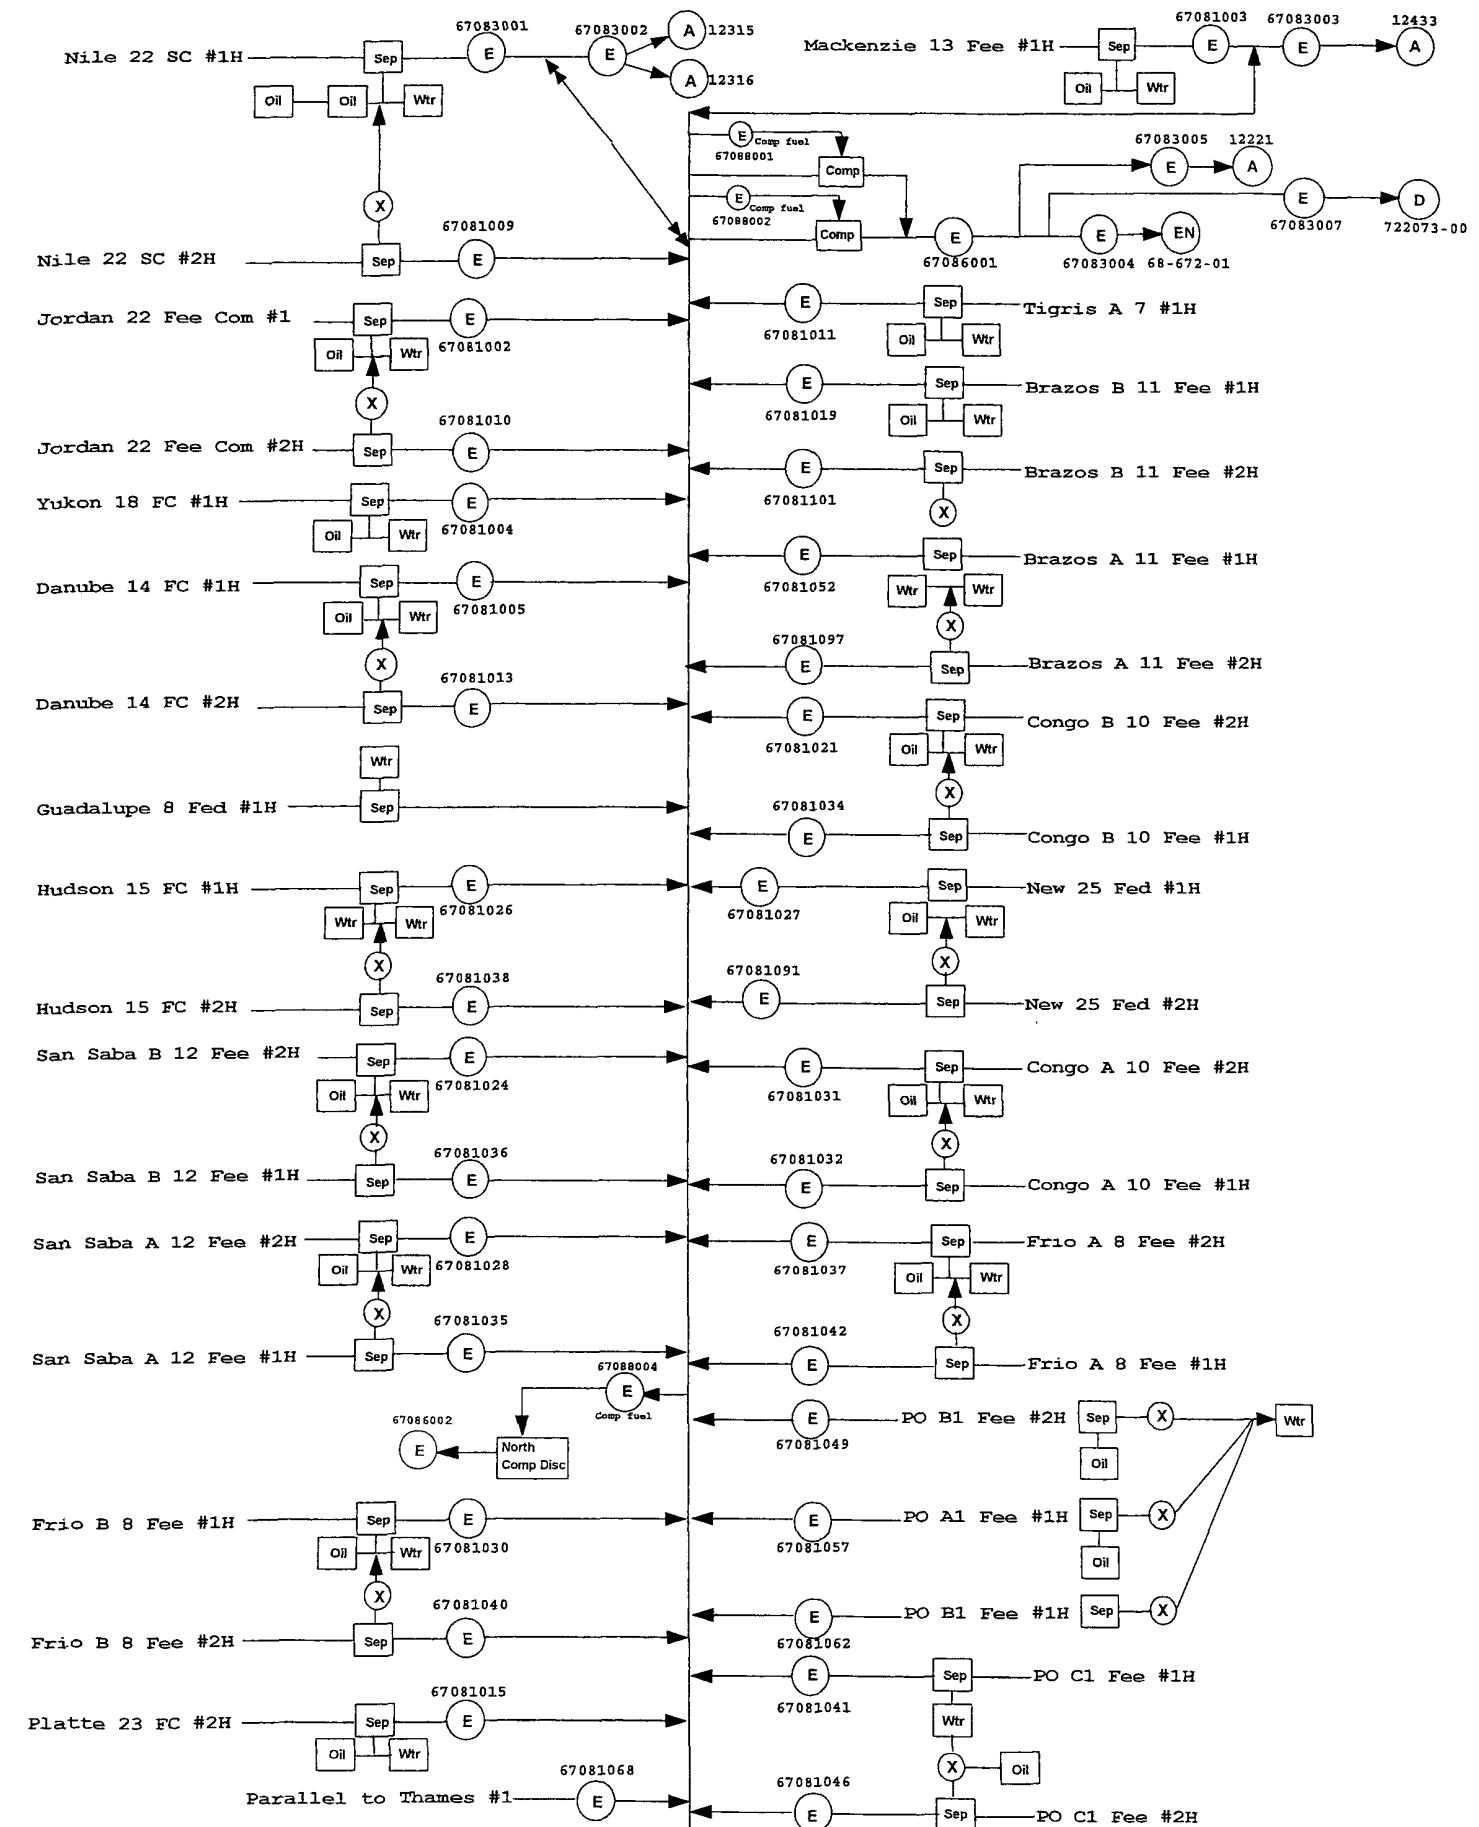 67083001
67083002
A 12315
67081003
67083003
12433
Nile 22 SC #1H
Sep
E
E
Mackenzie 13 Fee #1H
Sep
E
E
A
A 12316
Oil
Oil
Wtr
Oil
Wtr
E Comp fuel
67088001
Comp
67083005
12221
E
A
X
E Comp fuel
67088002
Comp
E
67083007
D
722073-00
67081009
E
67086001
E
67083004
EN
68-672-01
Nile 22 SC #2H
Sep
E
Jordan 22 Fee Com #1
Sep
E
67081002
Oil
Wtr
E
67081011
Sep
Tigris A 7 #1H
Oil
Wtr
X
E
67081019
Sep
Brazos B 11 Fee #1H
Oil
Wtr
67081010
Jordan 22 Fee Com #2H
Sep
E
E
67081101
Sep
Brazos B 11 Fee #2H
X
Yukon 18 FC #1H
Sep
E
67081004
Oil
Wtr
E
67081052
Sep
Brazos A 11 Fee #1H
Wtr
Wtr
X
Danube 14 FC #1H
Sep
E
67081005
Oil
Wtr
X
67081097
E
Sep
Brazos A 11 Fee #2H
67081013
Danube 14 FC #2H
Sep
E
E
67081021
Sep
Congo B 10 Fee #2H
Oil
Wtr
X
Wtr
Guadalupe 8 Fed #1H
Sep
67081034
E
Sep
Congo B 10 Fee #1H
Hudson 15 FC #1H
Sep
E
67081026
Wtr
Wtr
X
E
67081027
Sep
New 25 Fed #1H
Oil
Wtr
X
67081038
Hudson 15 FC #2H
Sep
E
67081091
E
Sep
New 25 Fed #2H
San Saba B 12 Fee #2H
Sep
E
67081024
Oil
Wtr
X
E
67081031
Sep
Congo A 10 Fee #2H
Oil
Wtr
X
67081036
San Saba B 12 Fee #1H
Sep
E
67081032
E
Sep
Congo A 10 Fee #1H
San Saba A 12 Fee #2H
Sep
E
67081028
Oil
Wtr
X
E
67081037
Sep
Frio A 8 Fee #2H
Oil
Wtr
X
67081035
San Saba A 12 Fee #1H
Sep
E
67081042
E
Sep
Frio A 8 Fee #1H
67088004
E
Comp fuel
67086002
E
North
Comp Disc
E
67081049
PO B1 Fee #2H
Sep
X
Wtr
Oil
Frio B 8 Fee #1H
Sep
E
67081030
Oil
Wtr
X
E
67081057
PO A1 Fee #1H
Sep
X
Oil
67081040
Frio B 8 Fee #2H
Sep
E
E
67081062
PO B1 Fee #1H
Sep
X
E
67081041
Sep
PO C1 Fee #1H
Wtr
X
Oil
67081015
Platte 23 FC #2H
Sep
E
Oil
Wtr
67081068
Parallel to Thames #1
E
67081046
E
Sep
PO C1 Fee #2H